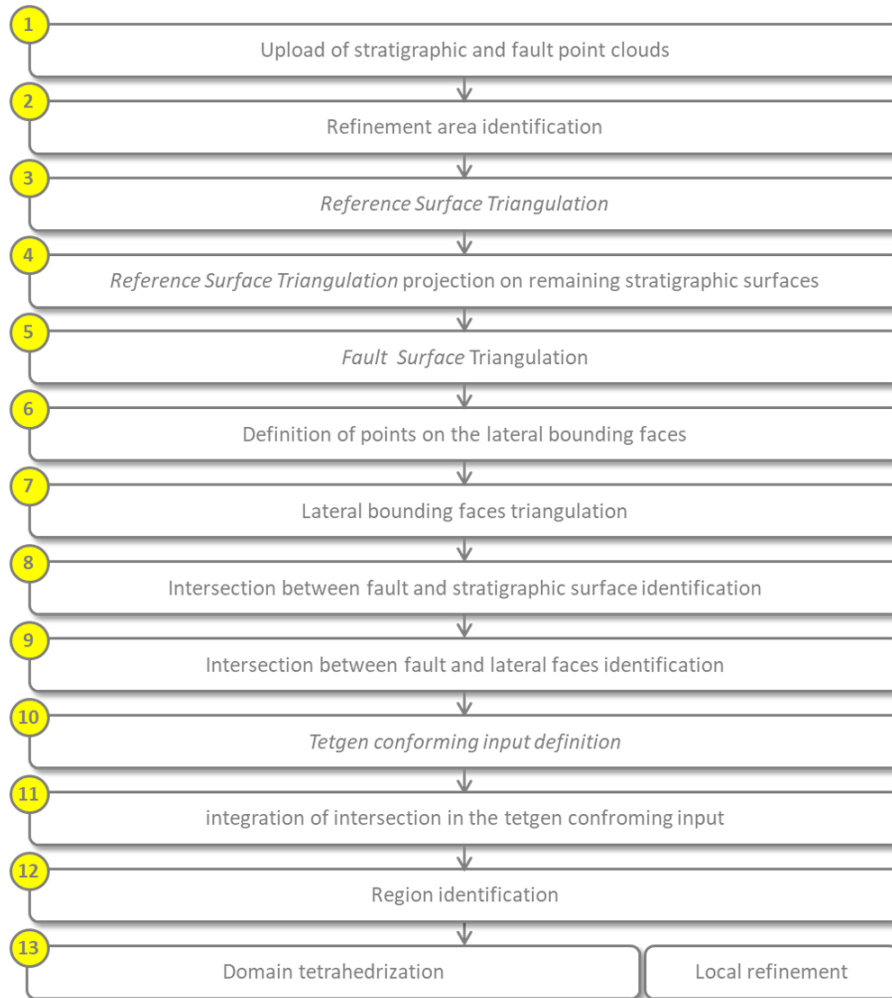 1
Upload of stratigraphic and fault point clouds
2
Refinement area identification
3
Reference Surface Triangulation
4
Reference Surface Triangulation projection on remaining stratigraphic surfaces
5
Fault Surface Triangulation
6
Definition of points on the lateral bounding faces
7
Lateral bounding faces triangulation
8
Intersection between fault and stratigraphic surface identification
9
Intersection between fault and lateral faces identification
10
Tetgen conforming input definition
11
integration of intersection in the tetgen confroming input
12
Region identification
13
Domain tetrahedrization
Local refinement